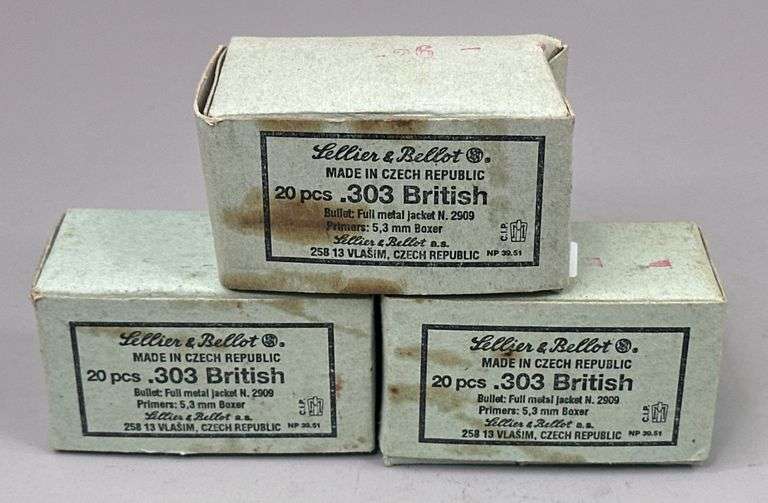 Sellier & Bellot ®.
MADE IN CZECH REPUBLIC
20 pcs .303 British
Bullet: Full metal jacket N. 2909
Primers: 5,3 mm Boxer
Sellier & Bellot a.s.
258 13 VLAŠIM, CZECH REPUBLIC
C.I.P.
NP 39.51
Sellier & Bellot ®.
MADE IN CZECH REPUBLIC
20 pcs .303 British
Bullet: Full metal jacket N. 2909
Primers: 5,3 mm Boxer
Sellier & Bellot a.s.
258 13 VLAŠIM, CZECH REPUBLIC
C.I.P.
NP 39.51
Sellier & Bellot ®.
MADE IN CZECH REPUBLIC
20 pcs .303 British
Bullet: Full metal jacket N. 2909
Primers: 5,3 mm Boxer
Sellier & Bellot a.s.
258 13 VLAŠIM, CZECH REPUBLIC
C.I.P.
NP 39.51